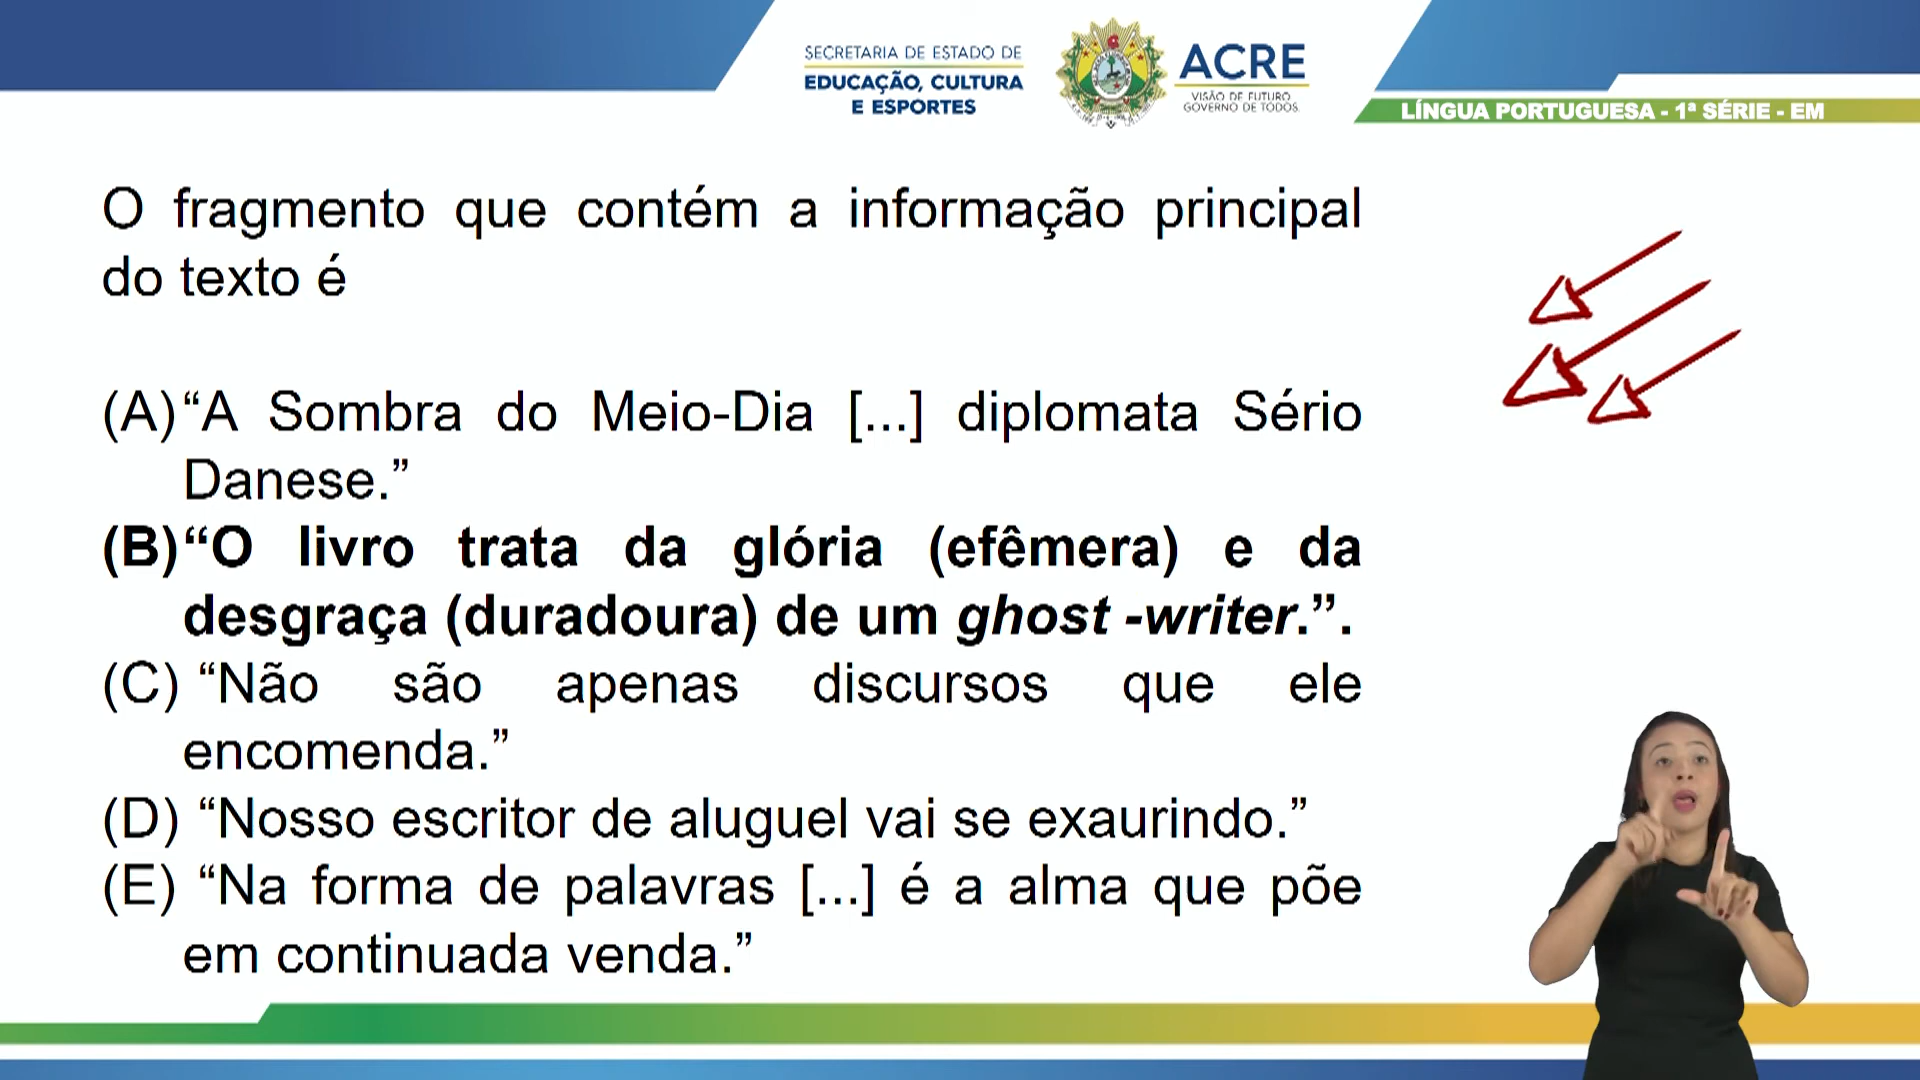 SECRETARIA DE ESTADO DE
EDUCAÇÃO, CULTURA
E ESPORTES
ACRE
VISÃO DE FUTURO
GOVERNO DE TODOS
LÍNGUA PORTUGUESA - 1ª SÉRIE - EM
O fragmento que contém a informação principal
do texto é
(A) “A Sombra do Meio-Dia [...] diplomata Sério
Danese.”
(B) “O livro trata da glória (efêmera) e da
desgraça (duradoura) de um ghost -writer.”.
(C) “Não são apenas discursos que ele
encomenda.”
(D) “Nosso escritor de aluguel vai se exaurindo.”
(E) “Na forma de palavras [...] é a alma que põe
em continuada venda.”